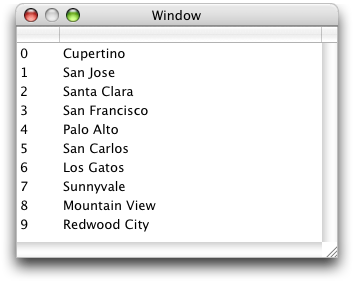 Window
0 Cupertino
1 San Jose
2 Santa Clara
3 San Francisco
4 Palo Alto
5 San Carlos
6 Los Gatos
7 Sunnyvale
8 Mountain View
9 Redwood City